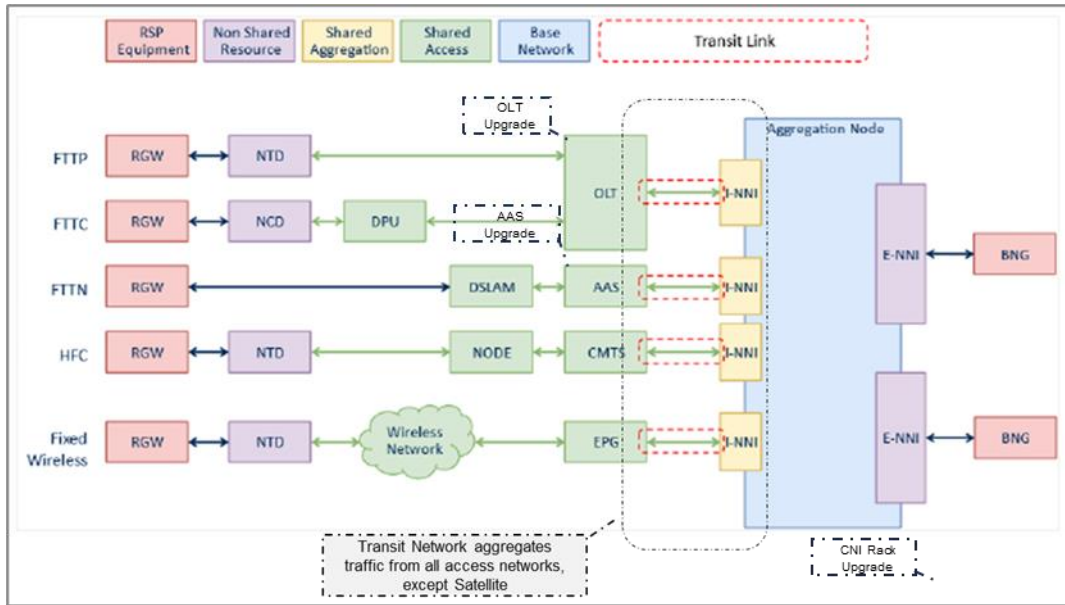 RSP
Equipment
Non Shared
Resource
Shared
Aggregation
Shared
Access
Base
Network
Transit Link
OLT
Upgrade
Aggregation Node
FTTP
RGW
NTD
OLT
I-NNI
FTTC
RGW
NCD
DPU
AAS
Upgrade
E-NNI
BNG
FTTN
RGW
DSLAM
AAS
I-NNI
HFC
RGW
NTD
NODE
CMTS
I-NNI
Fixed
Wireless
RGW
NTD
Wireless
Network
EPG
I-NNI
E-NNI
BNG
Transit Network aggregates
traffic from all access networks,
except Satellite
CNI Rack
Upgrade